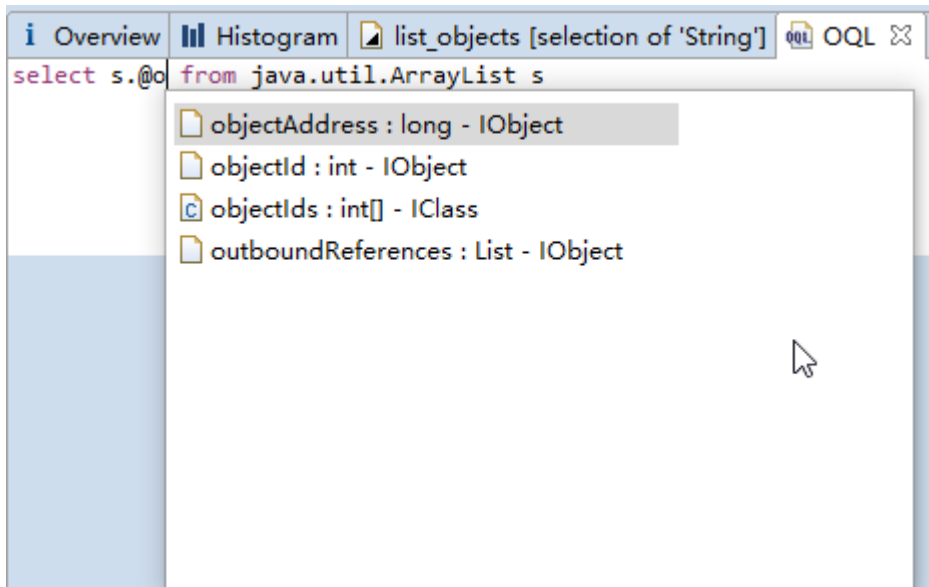 i Overview Histogram list_objects [selection of 'String'] OQL OQL
select s.@o from java.util.ArrayList s
objectAddress : long - IObject
objectId : int - IObject
C objectIds : int[] - IClass
outboundReferences : List - IObject